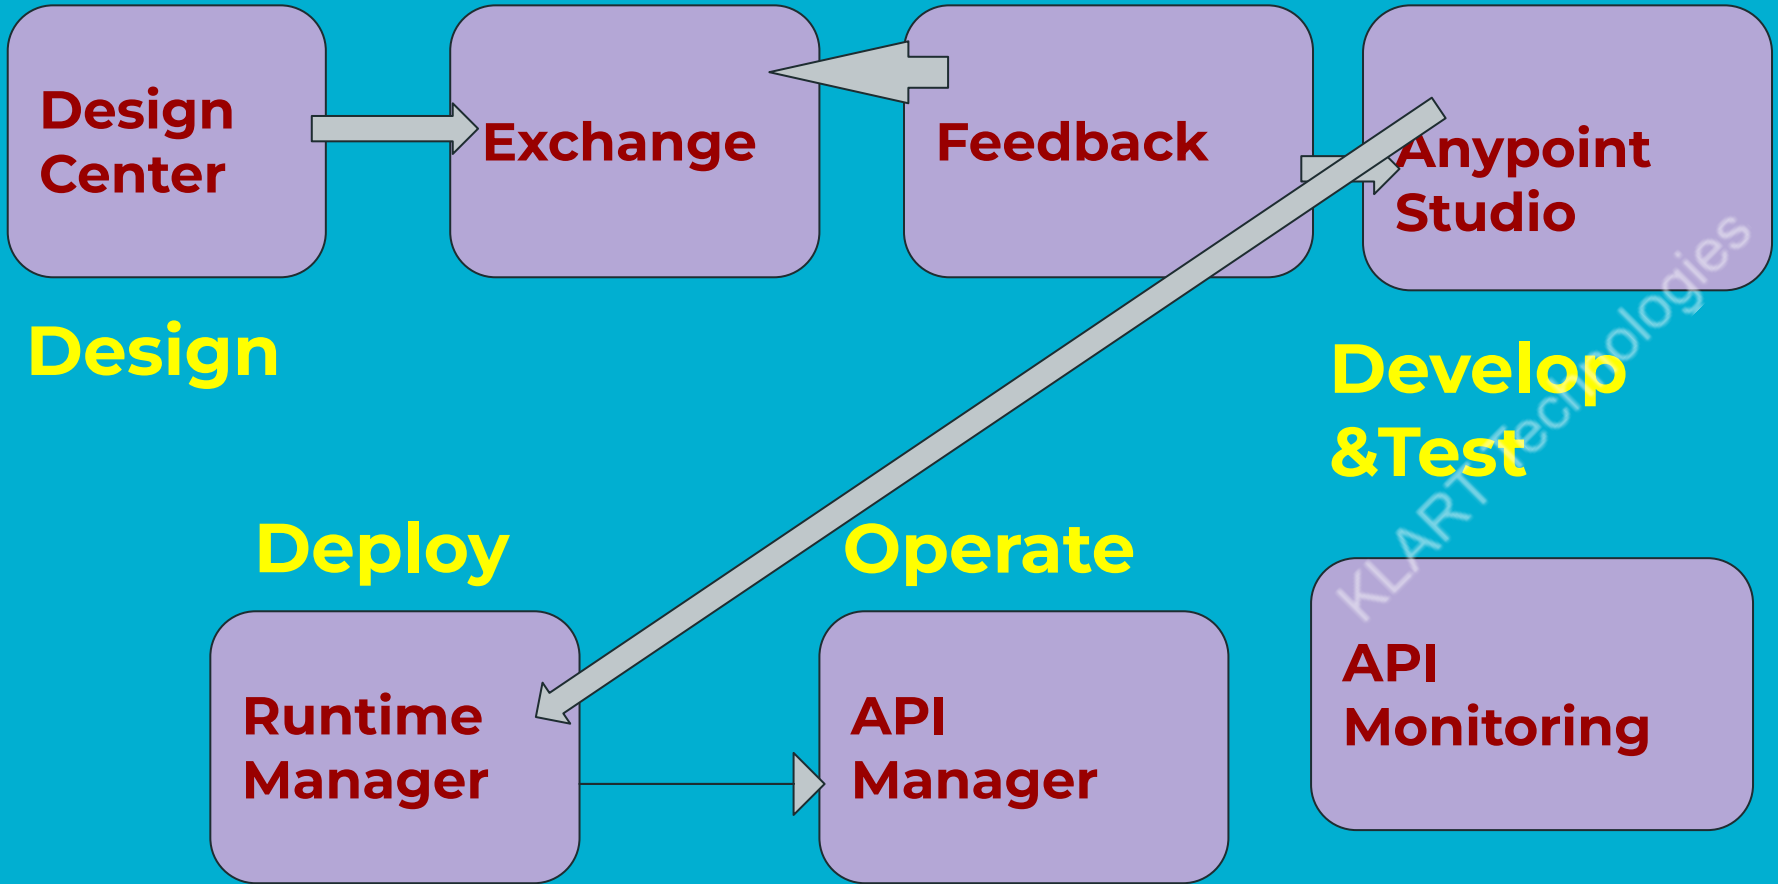 Design
Center
Exchange
Feedback
Anypoint
Studio
Design
Develop
&Test
KLART Technologies
Deploy
Operate
Runtime
Manager
API
Manager
API
Monitoring